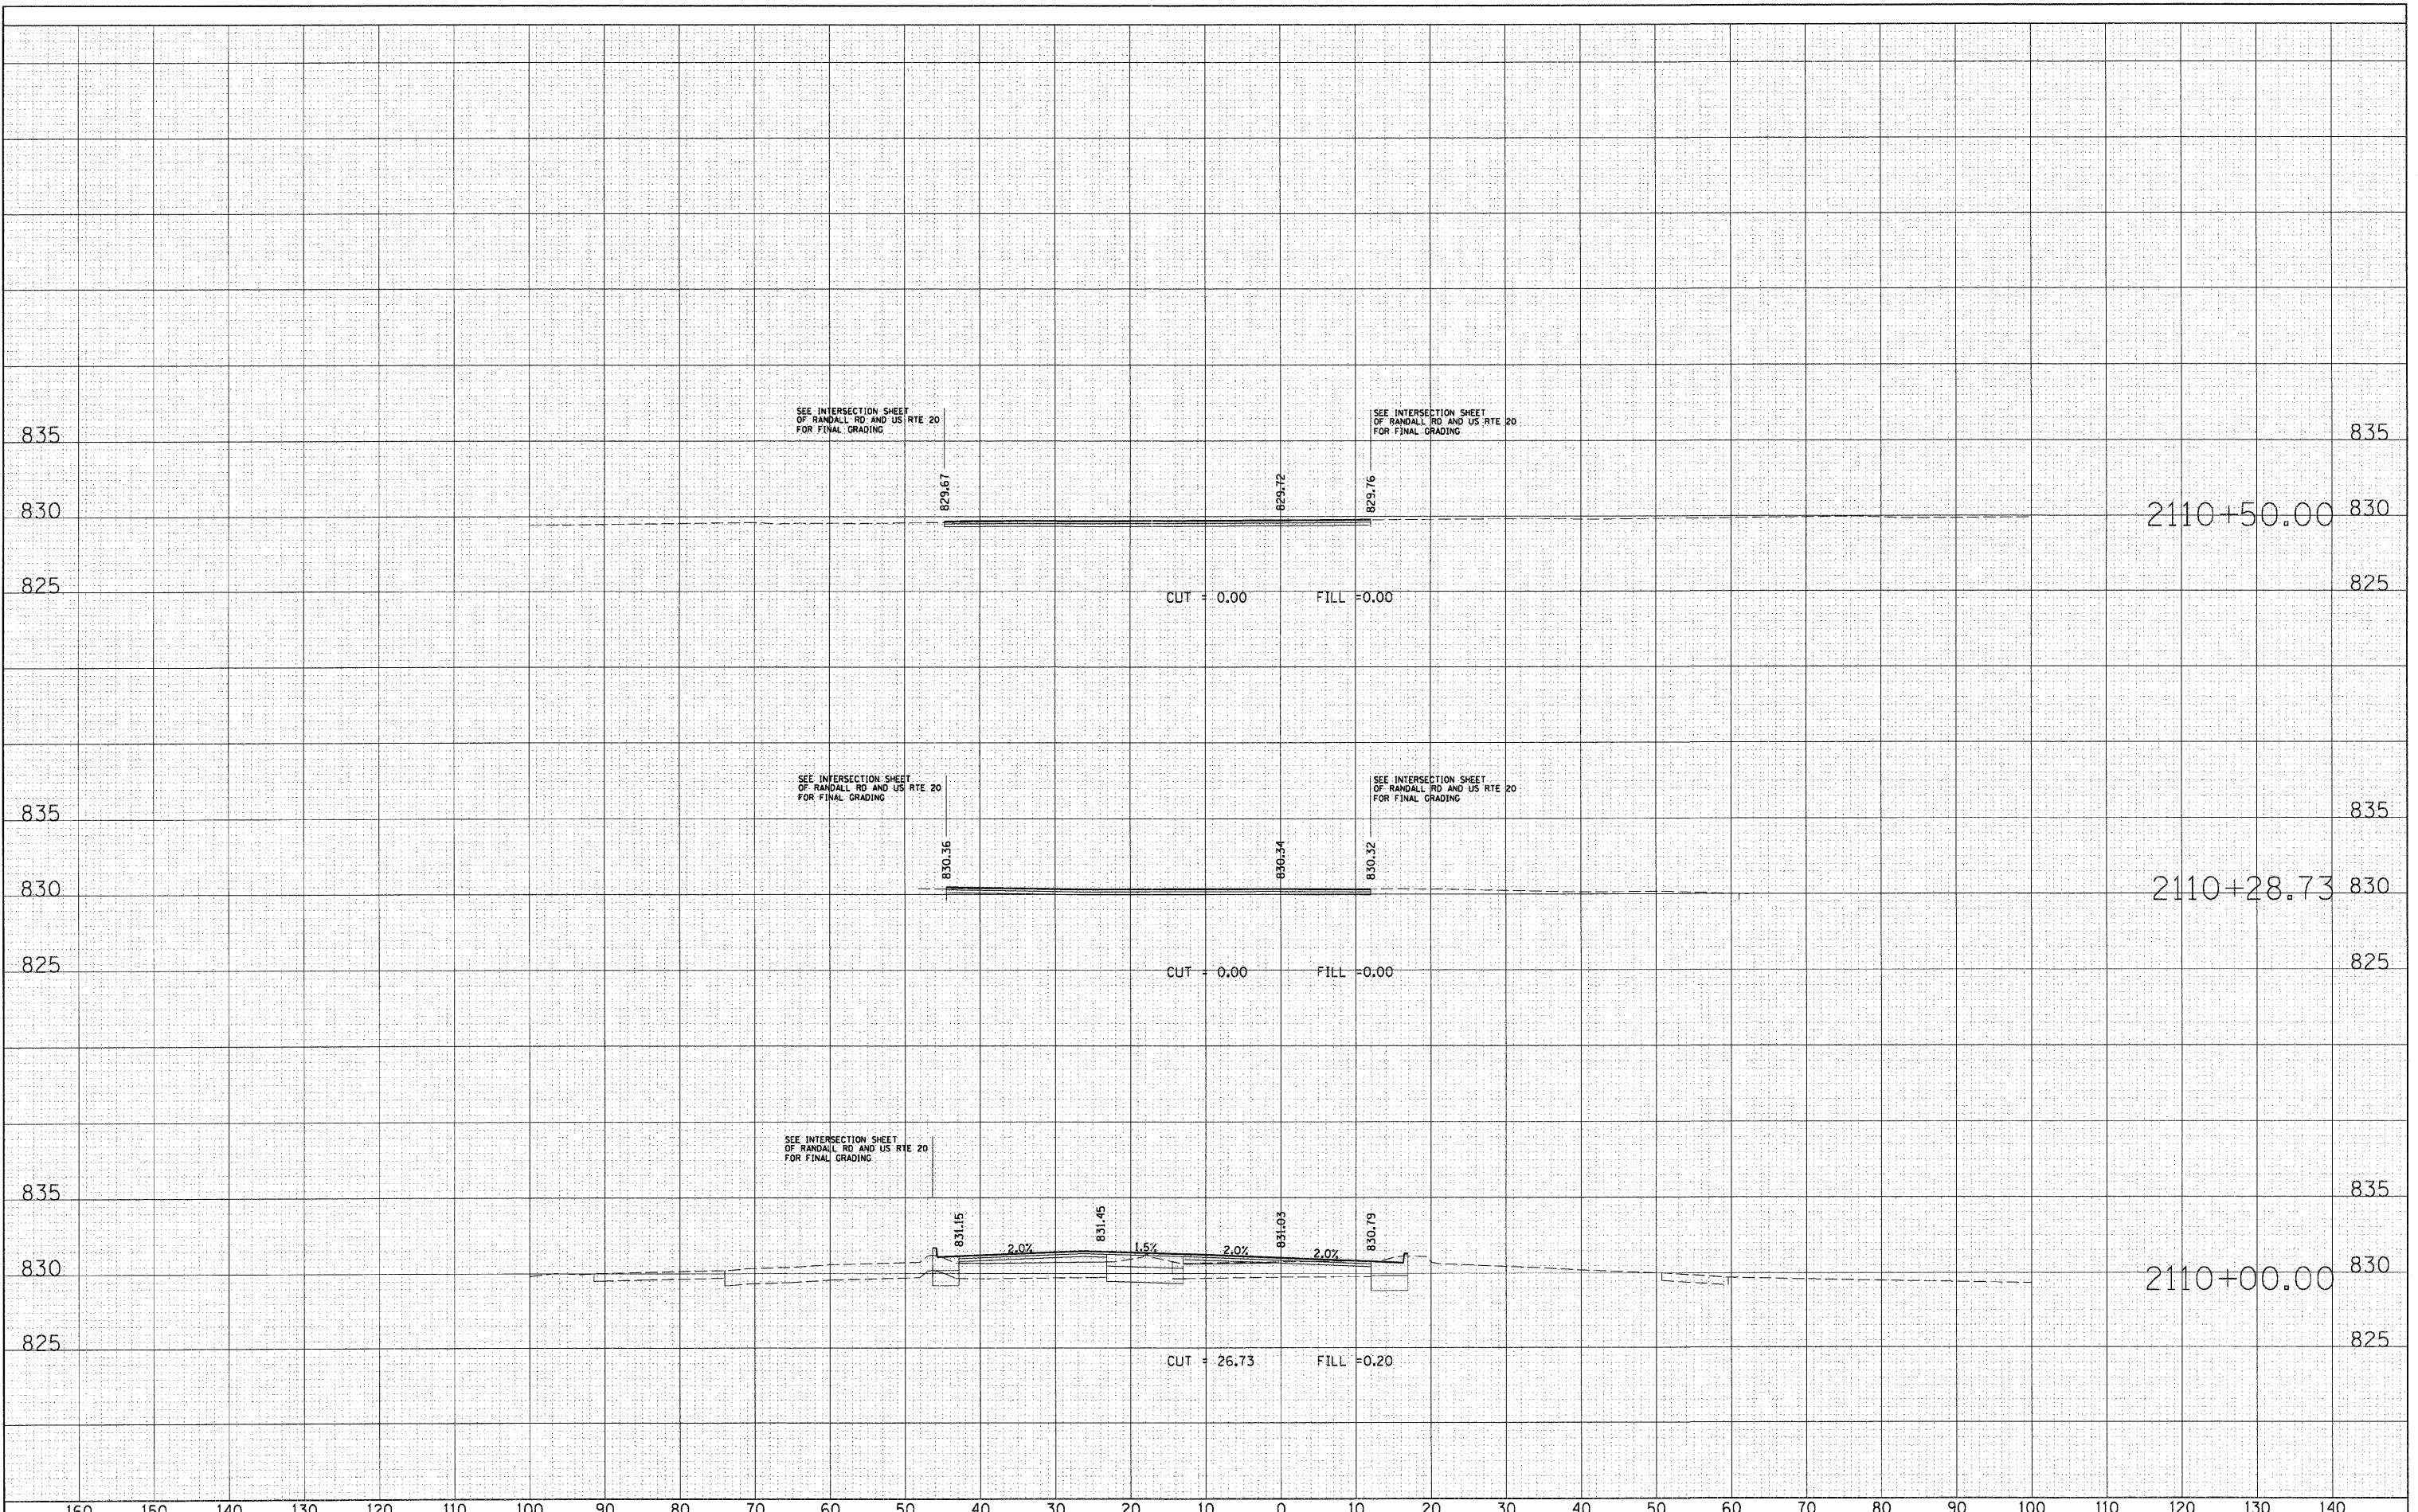 SEE INTERSECTION SHEET
OF RANDALL RD AND US RTE 20
FOR FINAL GRADING
SEE INTERSECTION SHEET
OF RANDALL RD AND US RTE 20
FOR FINAL GRADING
835 835
829.67 829.72 829.76
830 2110+50.00 830
825 825
CUT = 0.00 FILL =0.00
SEE INTERSECTION SHEET
OF RANDALL RD AND US RTE 20
FOR FINAL GRADING
SEE INTERSECTION SHEET
OF RANDALL RD AND US RTE 20
FOR FINAL GRADING
835 835
830.36 830.34 830.32
830 2110+28.73 830
825 825
CUT = 0.00 FILL =0.00
SEE INTERSECTION SHEET
OF RANDALL RD AND US RTE 20
FOR FINAL GRADING
835 835
831.15 831.45 831.03 830.79
2.0% 1.5% 2.0% 2.0%
830 2110+00.00 830
825 825
CUT = 26.73 FILL =0.20
160 150 140 130 120 110 100 90 80 70 60 50 40 30 20 10 0 10 20 30 40 50 60 70 80 90 100 110 120 130 140